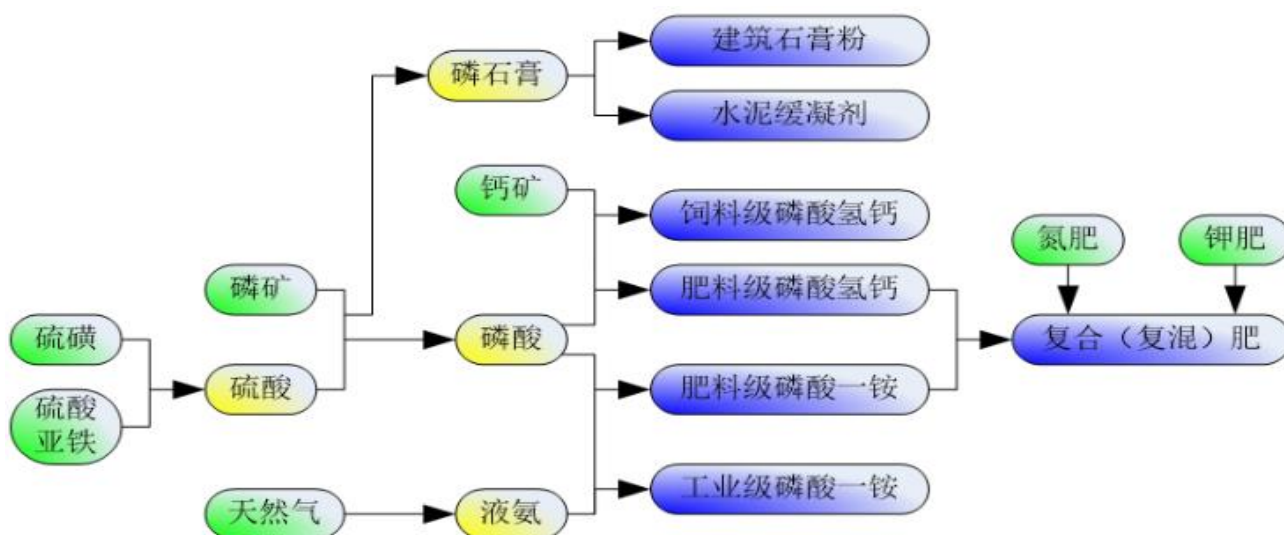 建筑石膏粉
磷石膏
水泥缓凝剂
钙矿
饲料级磷酸氢钙
氮肥
钾肥
磷矿
肥料级磷酸氢钙
硫磺
磷酸
复合（复混）肥
硫酸
肥料级磷酸一铵
硫酸
亚铁
天然气
液氨
工业级磷酸一铵